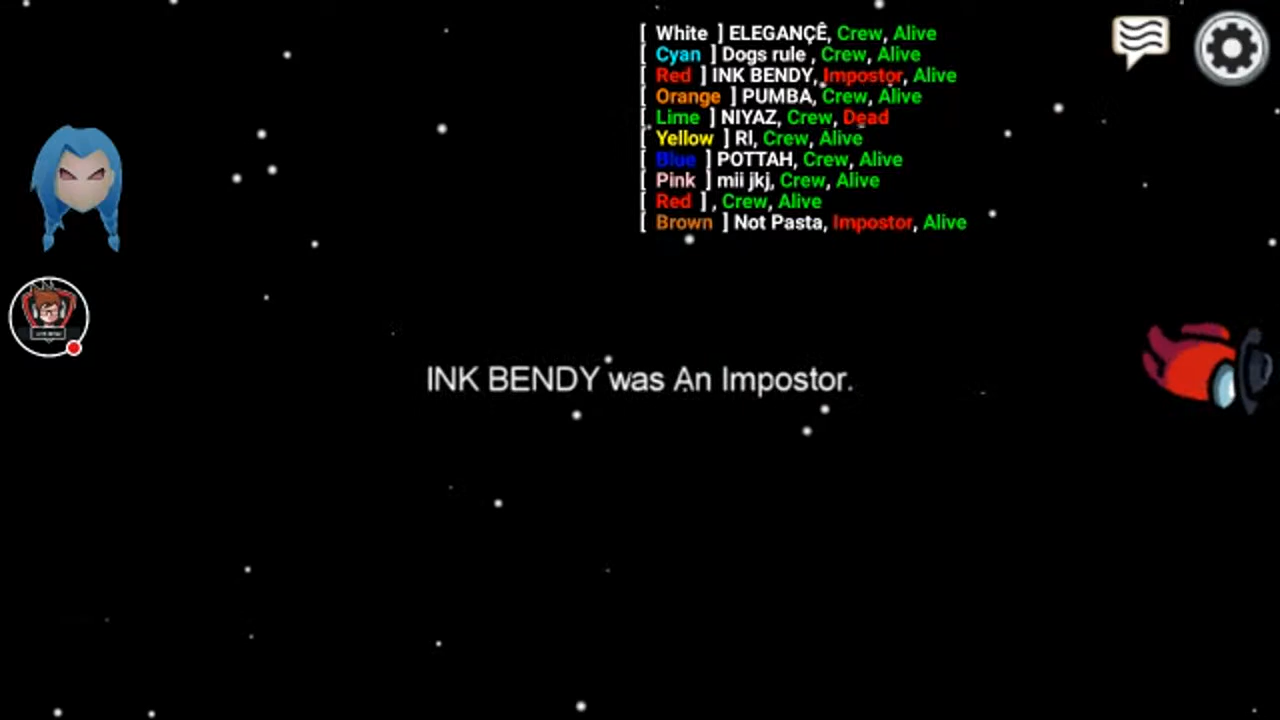 [ White ] ELEGANÇÊ, Crew, Alive
[ Cyan ] Dogs rule , Crew, Alive
[ Red ] INK BENDY, Impostor, Alive
[ Orange ] PUMBA, Crew, Alive
[ Lime ] NIYAZ, Crew, Dead
[ Yellow ] RI, Crew, Alive
[ Blue ] POTTAH, Crew, Alive
[ Pink ] mii jkj, Crew, Alive
[ Red ] , Crew, Alive
[ Brown ] Not Pasta, Impostor, Alive
INK BENDY was An Impostor.